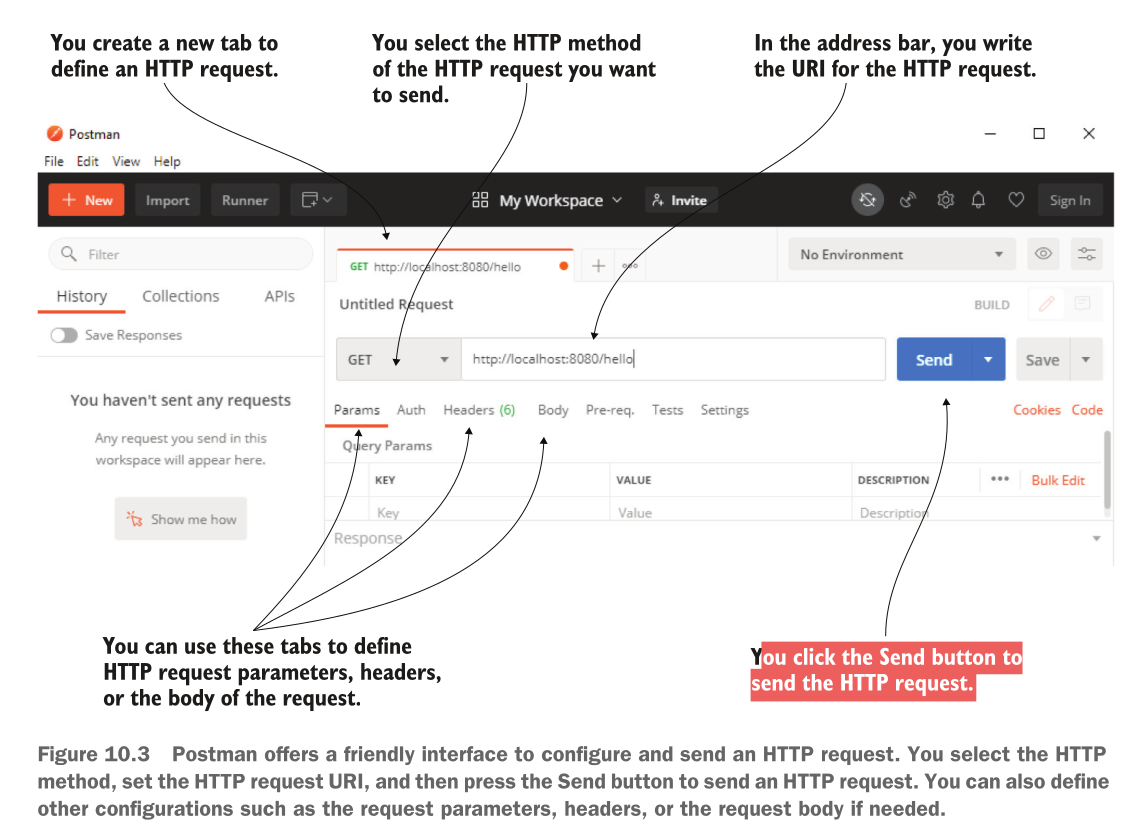 You create a new tab to
define an HTTP request.
You select the HTTP method
of the HTTP request you want
to send.
In the address bar, you write
the URI for the HTTP request.
Postman
File Edit View Help
+ New Import Runner My Workspace Invite Sign In
Filter
GET http://localhost:8080/hello + ••• No Environment
History Collections APIs
Untitled Request BUILD
Save Responses
GET http://localhost:8080/hello Send Save
You haven't sent any requests
Any request you send in this
workspace will appear here.
Show me how
Params Auth Headers (6) Body Pre-req. Tests Settings Cookies Code
Query Params
KEY VALUE DESCRIPTION ••• Bulk Edit
Key Value Description
Response
You can use these tabs to define
HTTP request parameters, headers,
or the body of the request.
You click the Send button to
send the HTTP request.
Figure 10.3 Postman offers a friendly interface to configure and send an HTTP request. You select the HTTP
method, set the HTTP request URI, and then press the Send button to send an HTTP request. You can also define
other configurations such as the request parameters, headers, or the request body if needed.